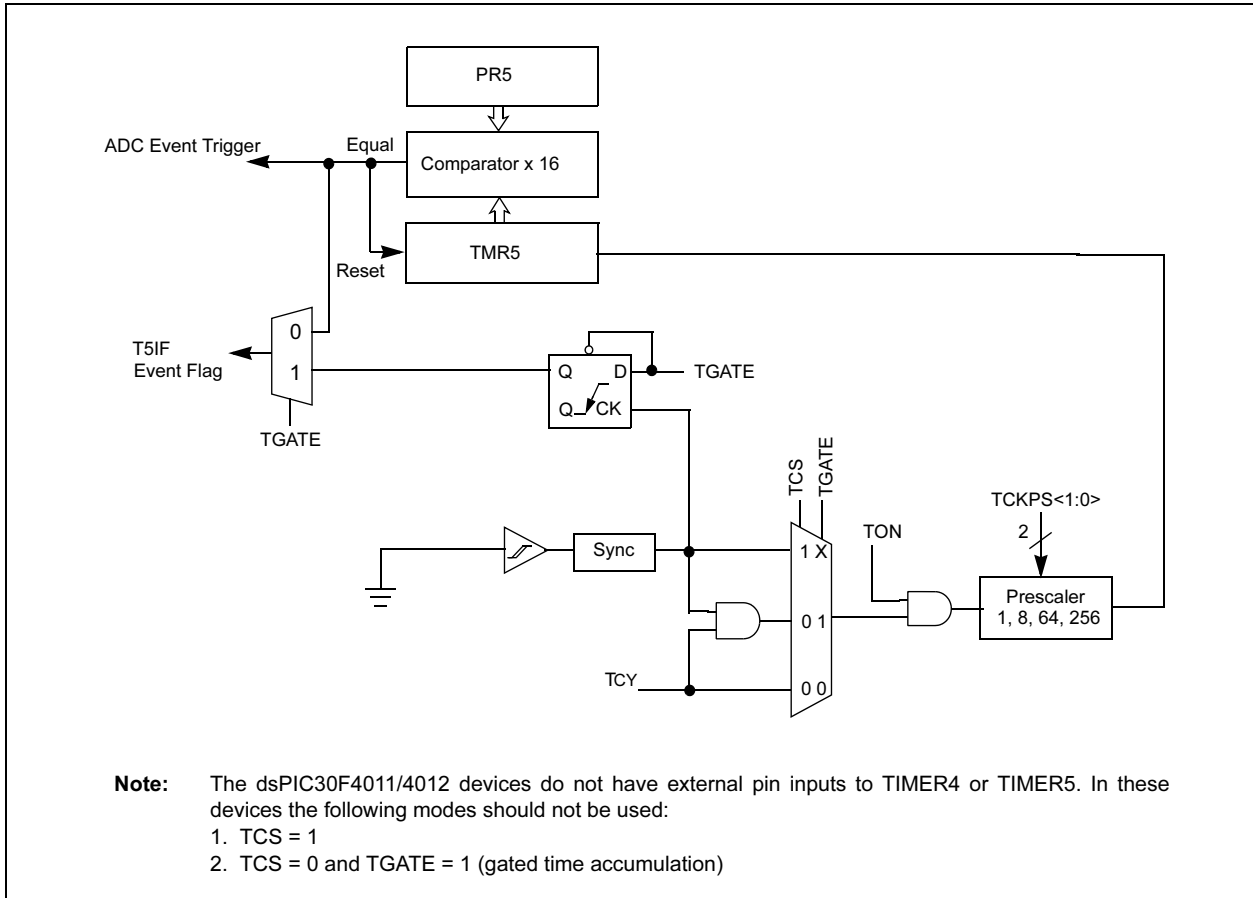 PR5
ADC Event Trigger
Equal
Comparator x 16
TMR5
Reset
0
1
T5IF
Event Flag
TGATE
Q
D
Q
CK
TGATE
TCS
TGATE
TCKPS<1:0>
2
TON
Sync
1 X
0 1
0 0
Prescaler
1, 8, 64, 256
TCY
Note: The dsPIC30F4011/4012 devices do not have external pin inputs to TIMER4 or TIMER5. In these
devices the following modes should not be used:
1. TCS = 1
2. TCS = 0 and TGATE = 1 (gated time accumulation)